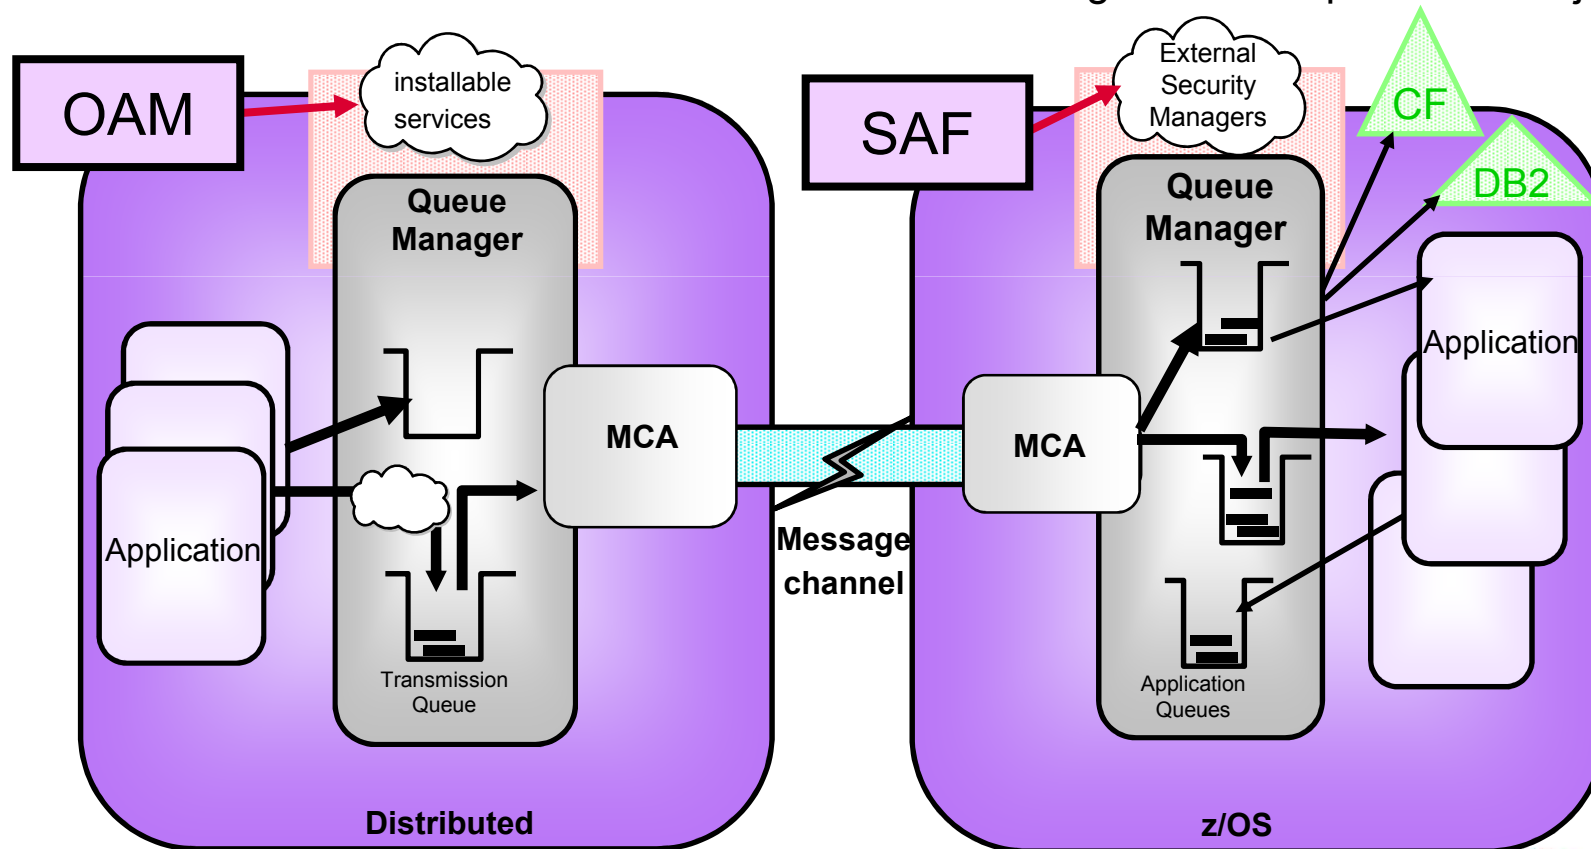 OAM
installable
services
Queue
Manager
Application
MCA
Transmission
Queue
Distributed
Message
channel
SAF
External
Security
Managers
CF
DB2
Queue
Manager
MCA
Application
Application
Queues
z/OS